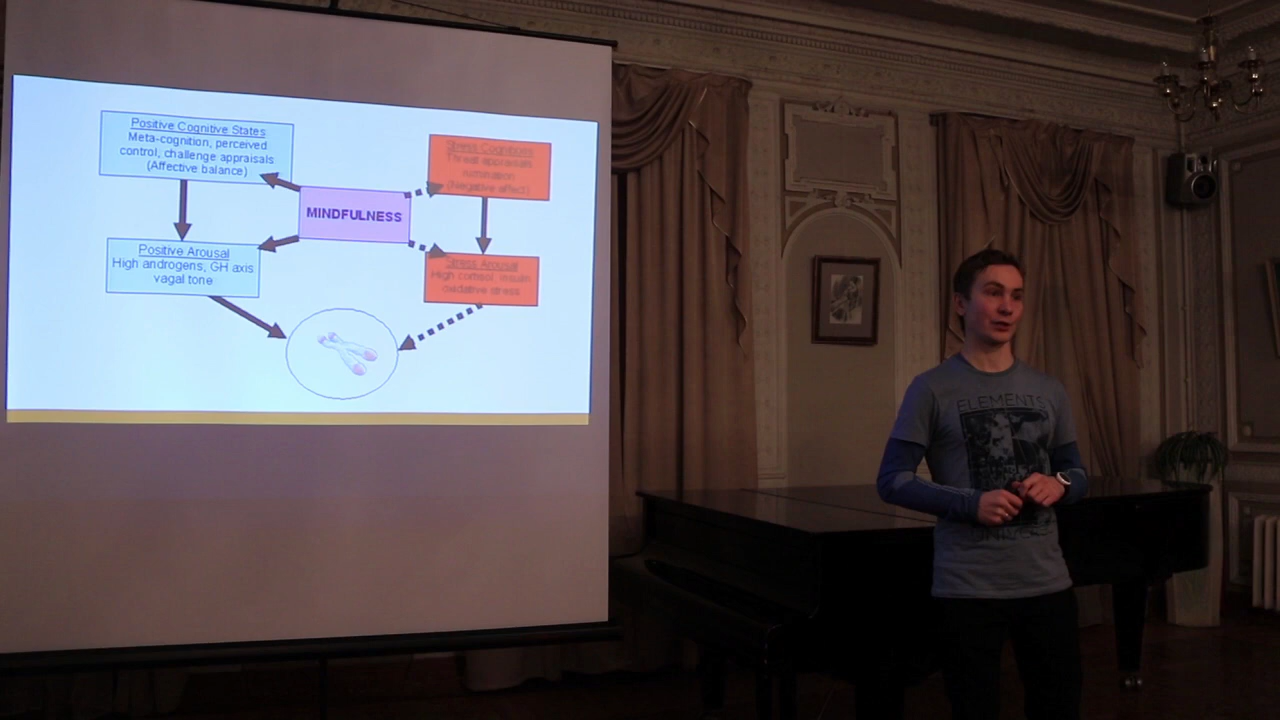 Positive Cognitive States
Meta-cognition, perceived
control, challenge appraisals
(Affective balance)
Stress Cognitions
Threat appraisals
rumination
(Negative affect)
MINDFULNESS
Positive Arousal
High androgens, GH axis
vagal tone
Stress Arousal
High cortisol, insulin
oxidative stress
ELEMENTS